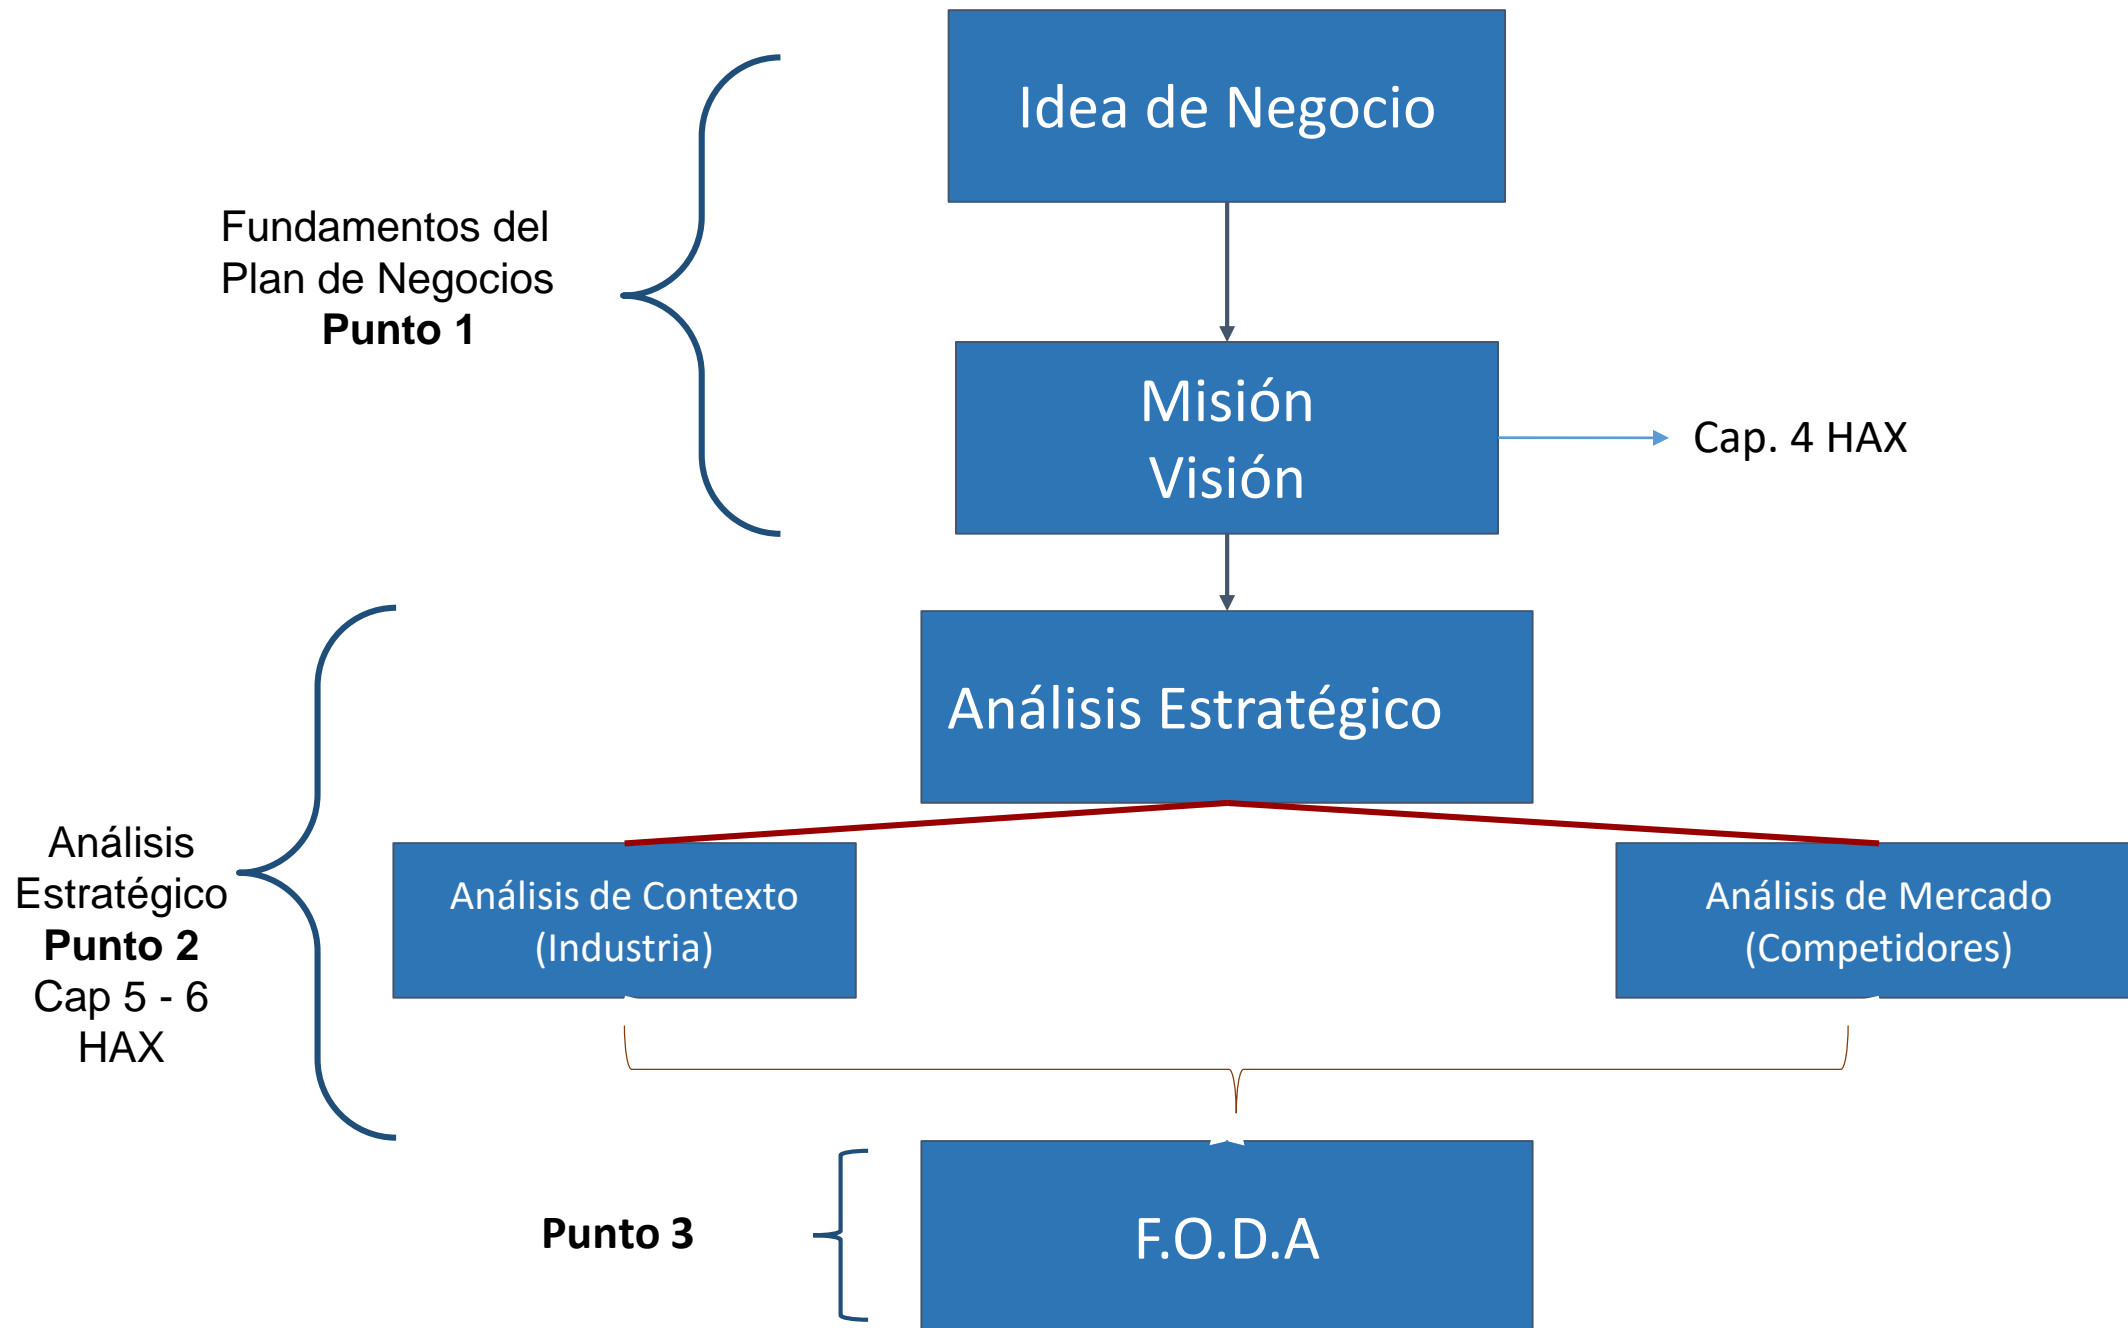 Idea de Negocio
Fundamentos del
Plan de Negocios
Punto 1
Misión
Visión
Cap. 4 HAX
Análisis Estratégico
Análisis
Estratégico
Punto 2
Cap 5 - 6
HAX
Análisis de Contexto
(Industria)
Análisis de Mercado
(Competidores)
Punto 3
F.O.D.A